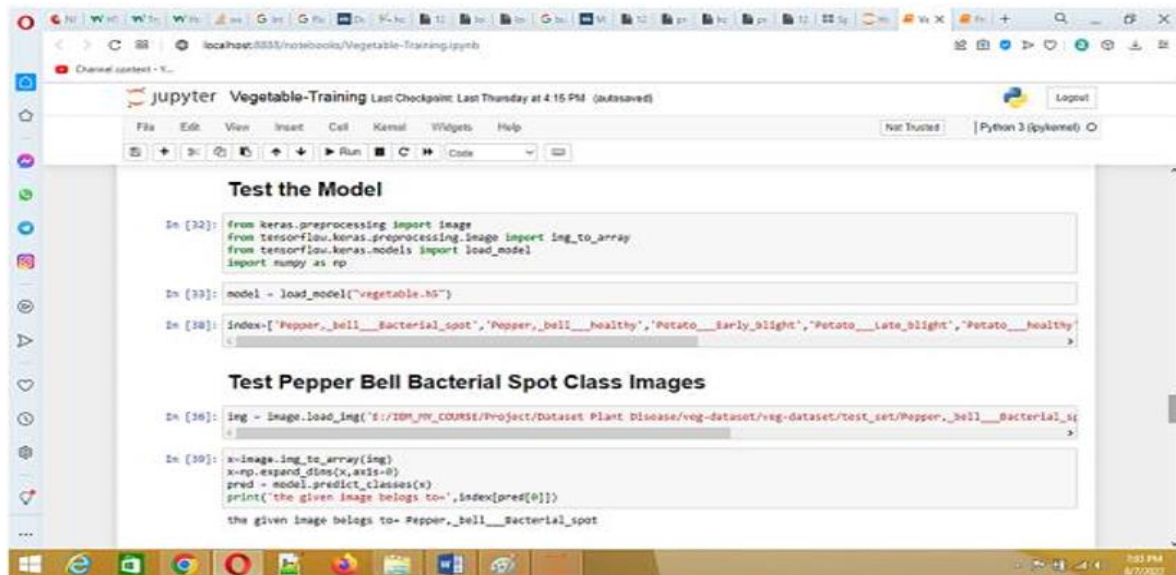 localhost:8888/notebooks/Vegetable-Training.ipynb
Channel content - Y...
jupyter Vegetable-Training Last Checkpoint: Last Thursday at 4:15 PM (autosaved)
Logout
File Edit View Insert Cell Kernel Widgets Help
Not Trusted
Python 3 (ipykernel)
Run
Code
Test the Model
In [32]: from keras.preprocessing import image
from tensorflow.keras.preprocessing.image import img_to_array
from tensorflow.keras.models import load_model
import numpy as np
In [33]: model = load_model("vegetable.h5")
In [38]: index=['Pepper,_bell___Bacterial_spot','Pepper,_bell___healthy','Potato___Early_blight','Potato___Late_blight','Potato___healthy'
Test Pepper Bell Bacterial Spot Class Images
In [36]: img = image.load_img('E:/IBM_MY_COURSE/Project/Dataset Plant Disease/veg-dataset/veg-dataset/test_set/Pepper,_bell___Bacterial_sp
In [39]: x=image.img_to_array(img)
x=np.expand_dims(x,axis=0)
pred = model.predict_classes(x)
print('the given image belogs to=',index[pred[0]])
the given image belogs to= Pepper,_bell___Bacterial_spot
7:03 PM